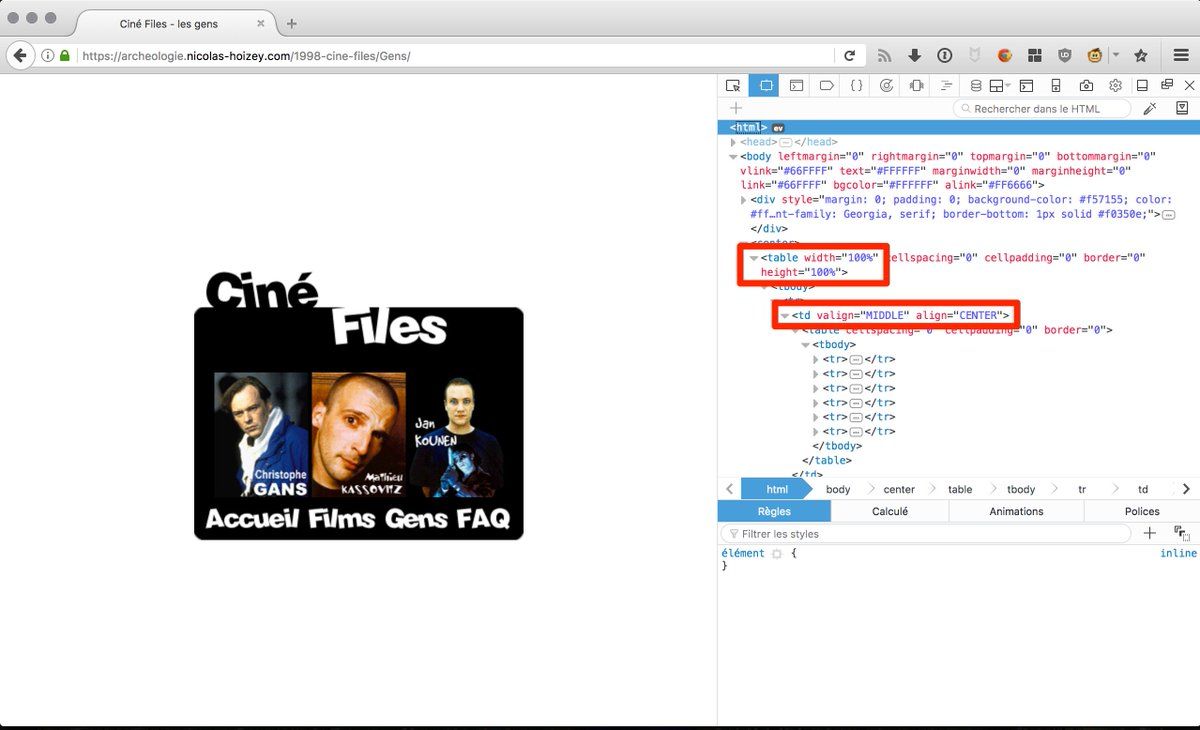 Ciné Files - les gens
https://archeologie.nicolas-hoizey.com/1998-cine-files/Gens/
Rechercher dans le HTML
<html> ev
<head></head>
<body leftmargin="0" rightmargin="0" topmargin="0" bottommargin="0"
vlink="#66FFFF" text="#FFFFFF" marginwidth="0" marginheight="0"
link="#66FFFF" bgcolor="#FFFFFF" alink="#FF6666">
<div style="margin: 0; padding: 0; background-color: #f57155; color:
#ff…nt-family: Georgia, serif; border-bottom: 1px solid #f0350e;">
</div>
<center>
<table width="100%" cellspacing="0" cellpadding="0" border="0"
height="100%">
<tbody>
<tr>
<td valign="MIDDLE" align="CENTER">
<table cellspacing="0" cellpadding="0" border="0">
<tbody>
<tr></tr>
<tr></tr>
<tr></tr>
<tr></tr>
<tr></tr>
<tr></tr>
</tbody>
</table>
</td>
html body center table tbody tr td
Règles Calculé Animations Polices
Filtrer les styles
élément { inline
}
Ciné
Files
Christophe
GANS
Mathieu
KASSOVITZ
Jan
KOUNEN
Accueil Films Gens FAQ